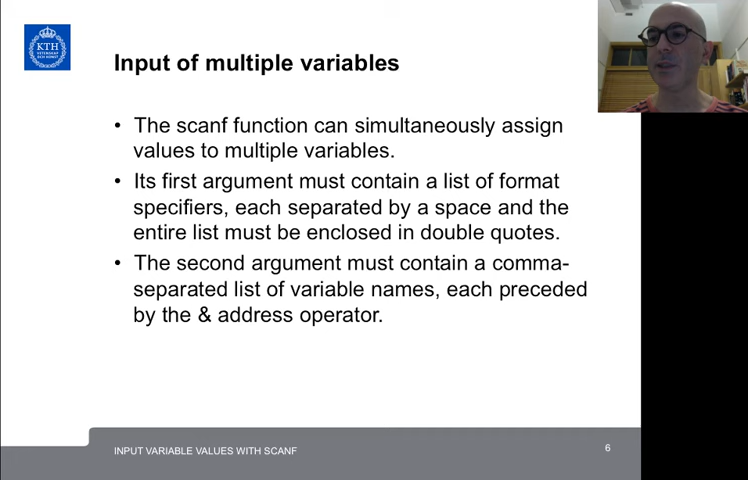 KTH
VETENSKAP
OCH KONST
Input of multiple variables
• The scanf function can simultaneously assign
values to multiple variables.
• Its first argument must contain a list of format
specifiers, each separated by a space and the
entire list must be enclosed in double quotes.
• The second argument must contain a comma-
separated list of variable names, each preceded
by the & address operator.
INPUT VARIABLE VALUES WITH SCANF
6